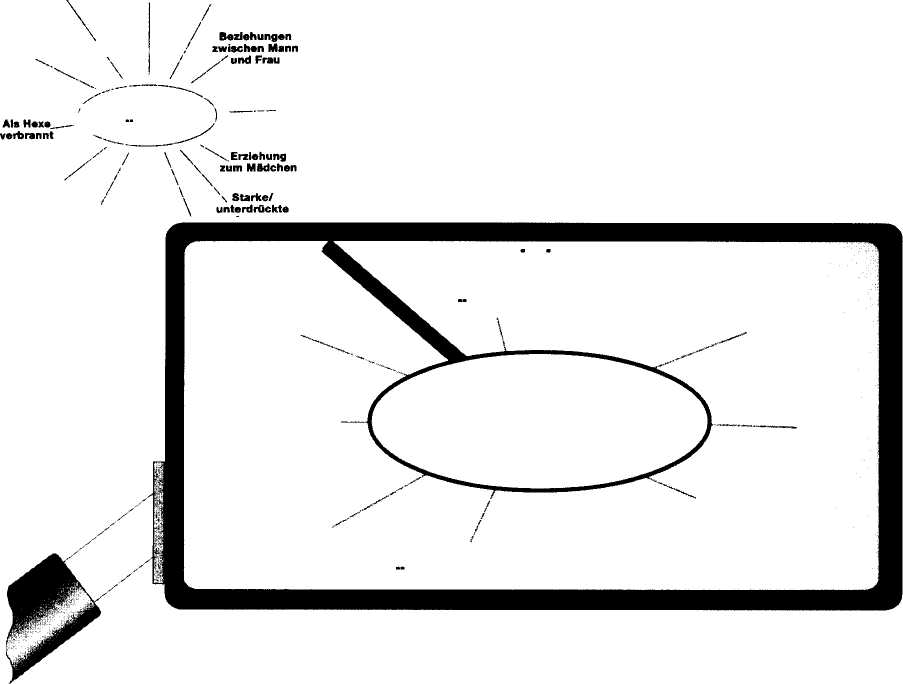 Beziehungen
zwischen Mann
und Frau
Als Hexe
verbrannt
Erziehung
zum Mädchen
Starke/
unterdrückte